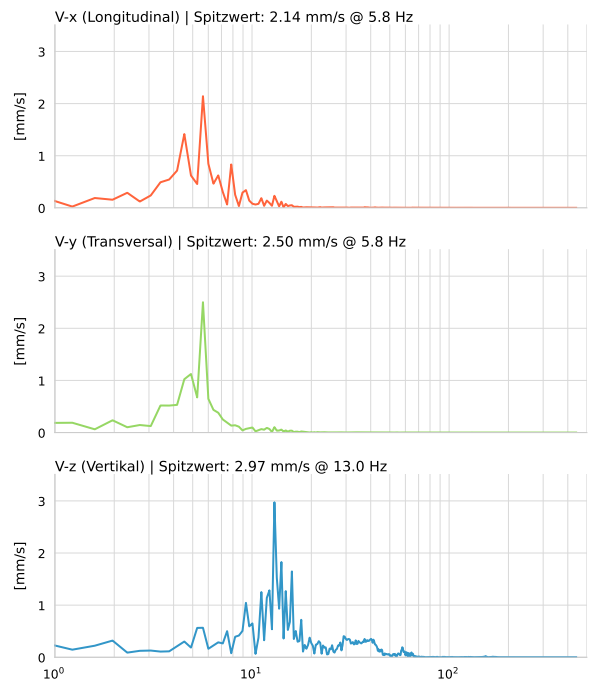 V-x (Longitudinal) | Spitzwert: 2.14 mm/s @ 5.8 Hz
3
2
1
0
[mm/s]
V-y (Transversal) | Spitzwert: 2.50 mm/s @ 5.8 Hz
3
2
1
0
[mm/s]
V-z (Vertikal) | Spitzwert: 2.97 mm/s @ 13.0 Hz
3
2
1
0
[mm/s]
10⁰ 10¹ 10²